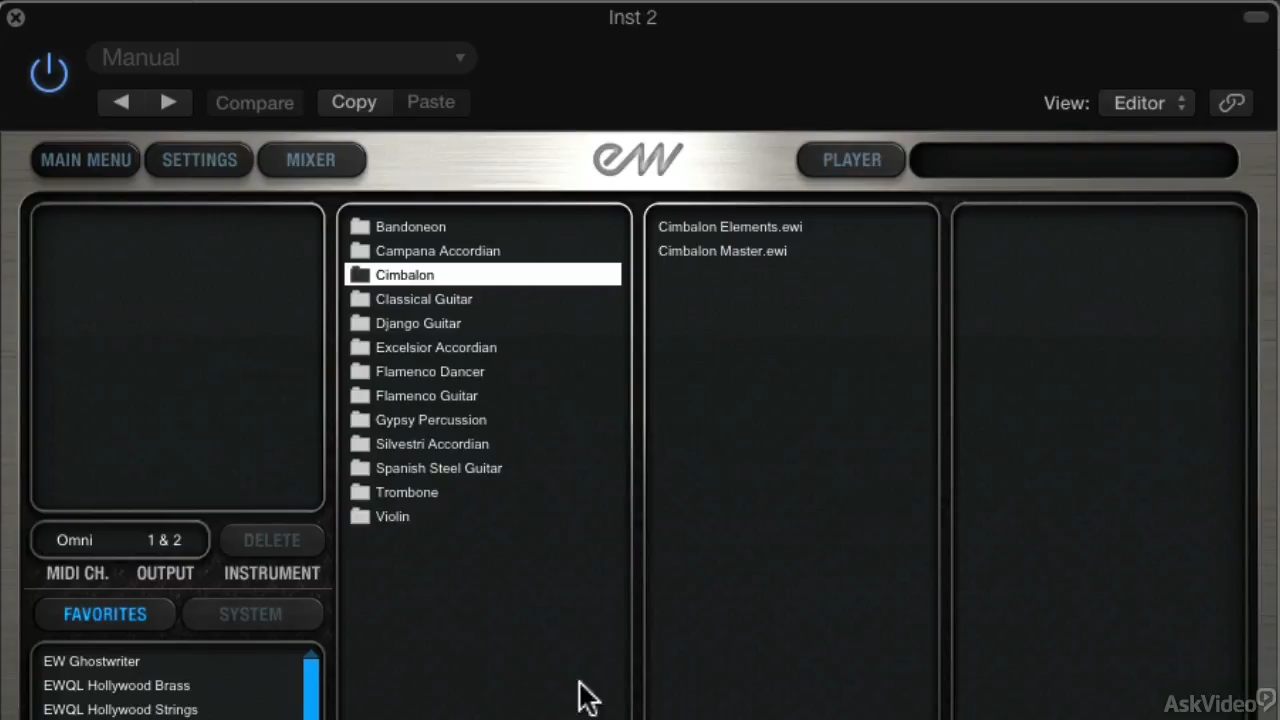 Inst 2
Manual
Compare Copy Paste
View: Editor
MAIN MENU SETTINGS MIXER
ew
PLAYER
Bandoneon
Campana Accordian
Cimbalon
Classical Guitar
Django Guitar
Excelsior Accordian
Flamenco Dancer
Flamenco Guitar
Gypsy Percussion
Silvestri Accordian
Spanish Steel Guitar
Trombone
Violin
Cimbalon Elements.ewi
Cimbalon Master.ewi
Omni 1 & 2
DELETE
MIDI CH. OUTPUT INSTRUMENT
FAVORITES SYSTEM
EW Ghostwriter
EWQL Hollywood Brass
EWQL Hollywood Strings
AskVideo